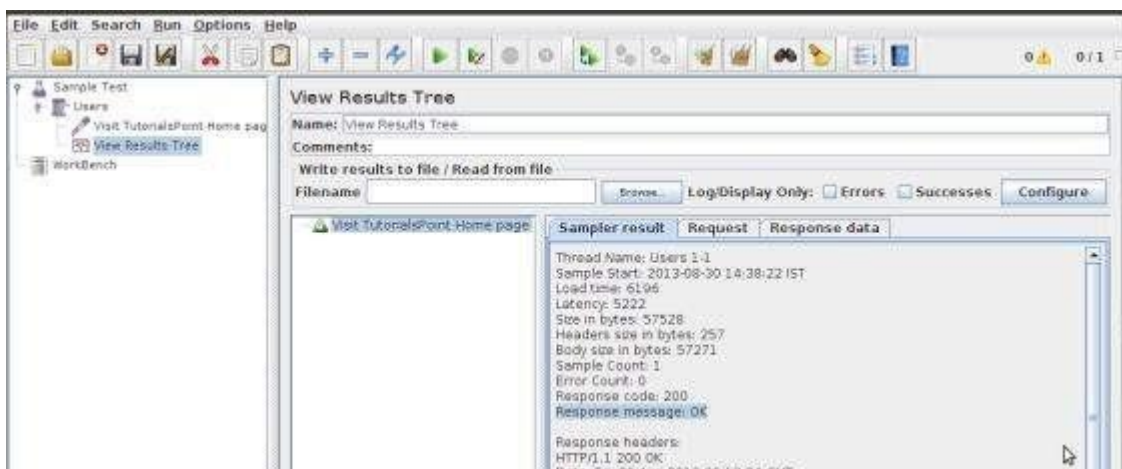 File Edit Search Run Options Help
0 0/1
Sample Test
Users
Visit TutorialsPoint Home pag
View Results Tree
WorkBench
View Results Tree
Name: View Results Tree
Comments:
Write results to file / Read from file
Filename Browse... Log/Display Only: Errors Successes Configure
Visit TutorialsPoint Home page
Sampler result Request Response data
Thread Name: Users 1-1
Sample Start: 2013-08-30 14:38:22 IST
Load time: 6196
Latency: 5222
Size in bytes: 57528
Headers size in bytes: 257
Body size in bytes: 57271
Sample Count: 1
Error Count: 0
Response code: 200
Response message: OK
Response headers:
HTTP/1.1 200 OK